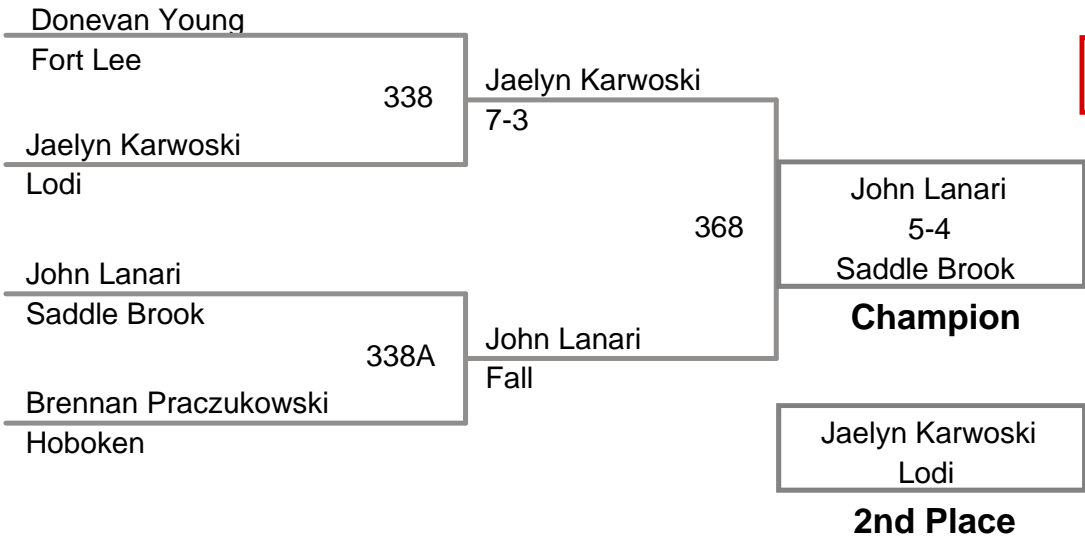 Donevan Young
Fort Lee
338
Jaelyn Karwoski
Lodi
Jaelyn Karwoski
7-3
John Lanari
Saddle Brook
338A
Brennan Praczukowski
Hoboken
John Lanari
Fall
368
John Lanari
5-4
Saddle Brook
Champion
Jaelyn Karwoski
Lodi
2nd Place